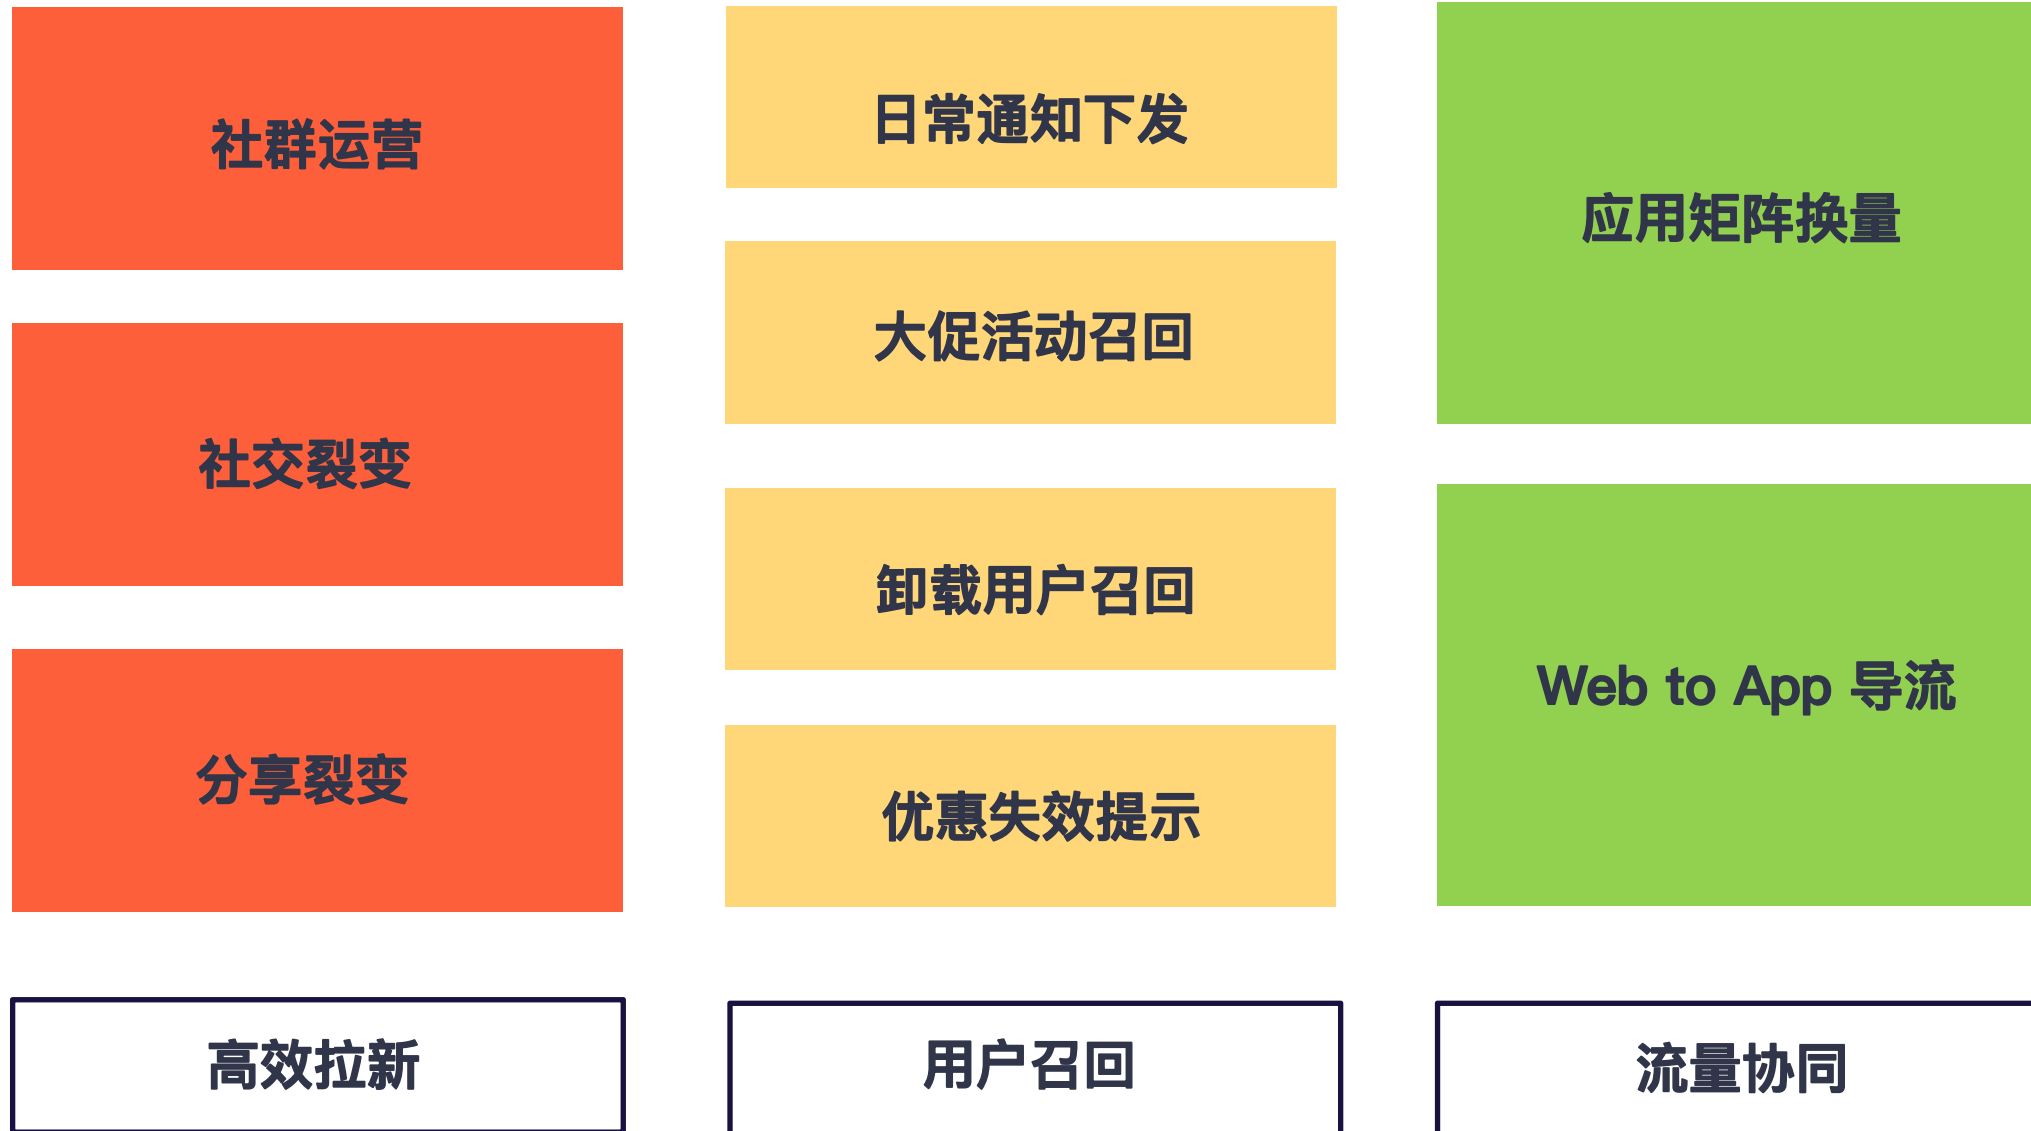 社群运营
社交裂变
分享裂变
高效拉新
日常通知下发
大促活动召回
卸载用户召回
优惠失效提示
用户召回
应用矩阵换量
Web to App 导流
流量协同